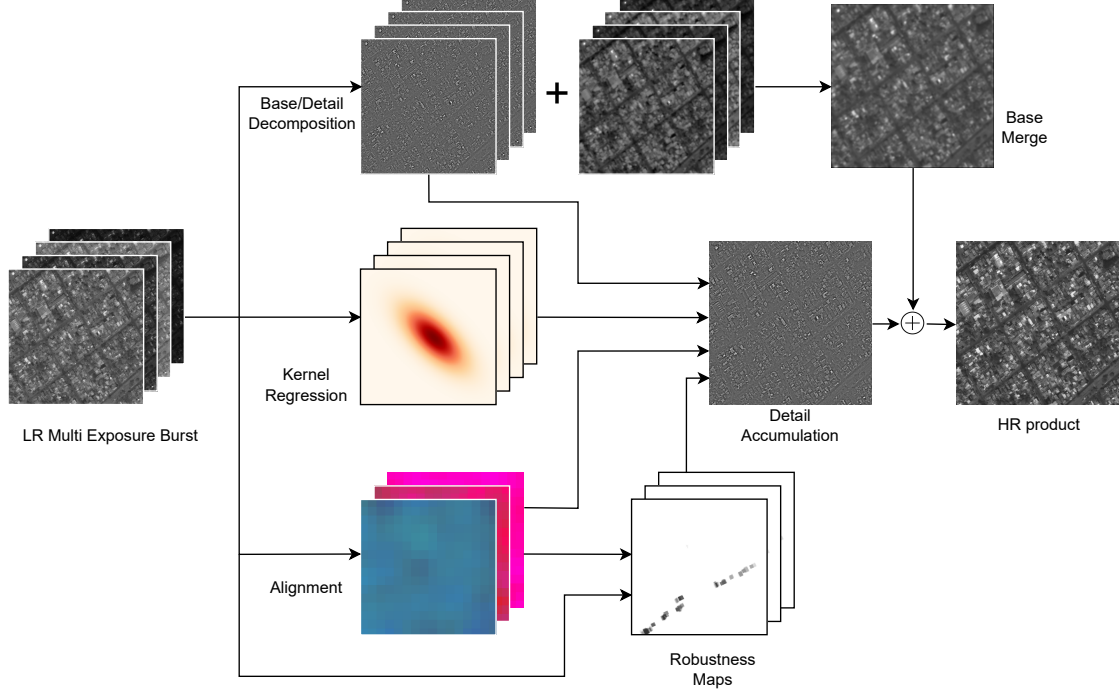 Base/Detail
Decomposition
+
Base
Merge
LR Multi Exposure Burst
Kernel
Regression
Detail
Accumulation
HR product
Alignment
Robustness
Maps